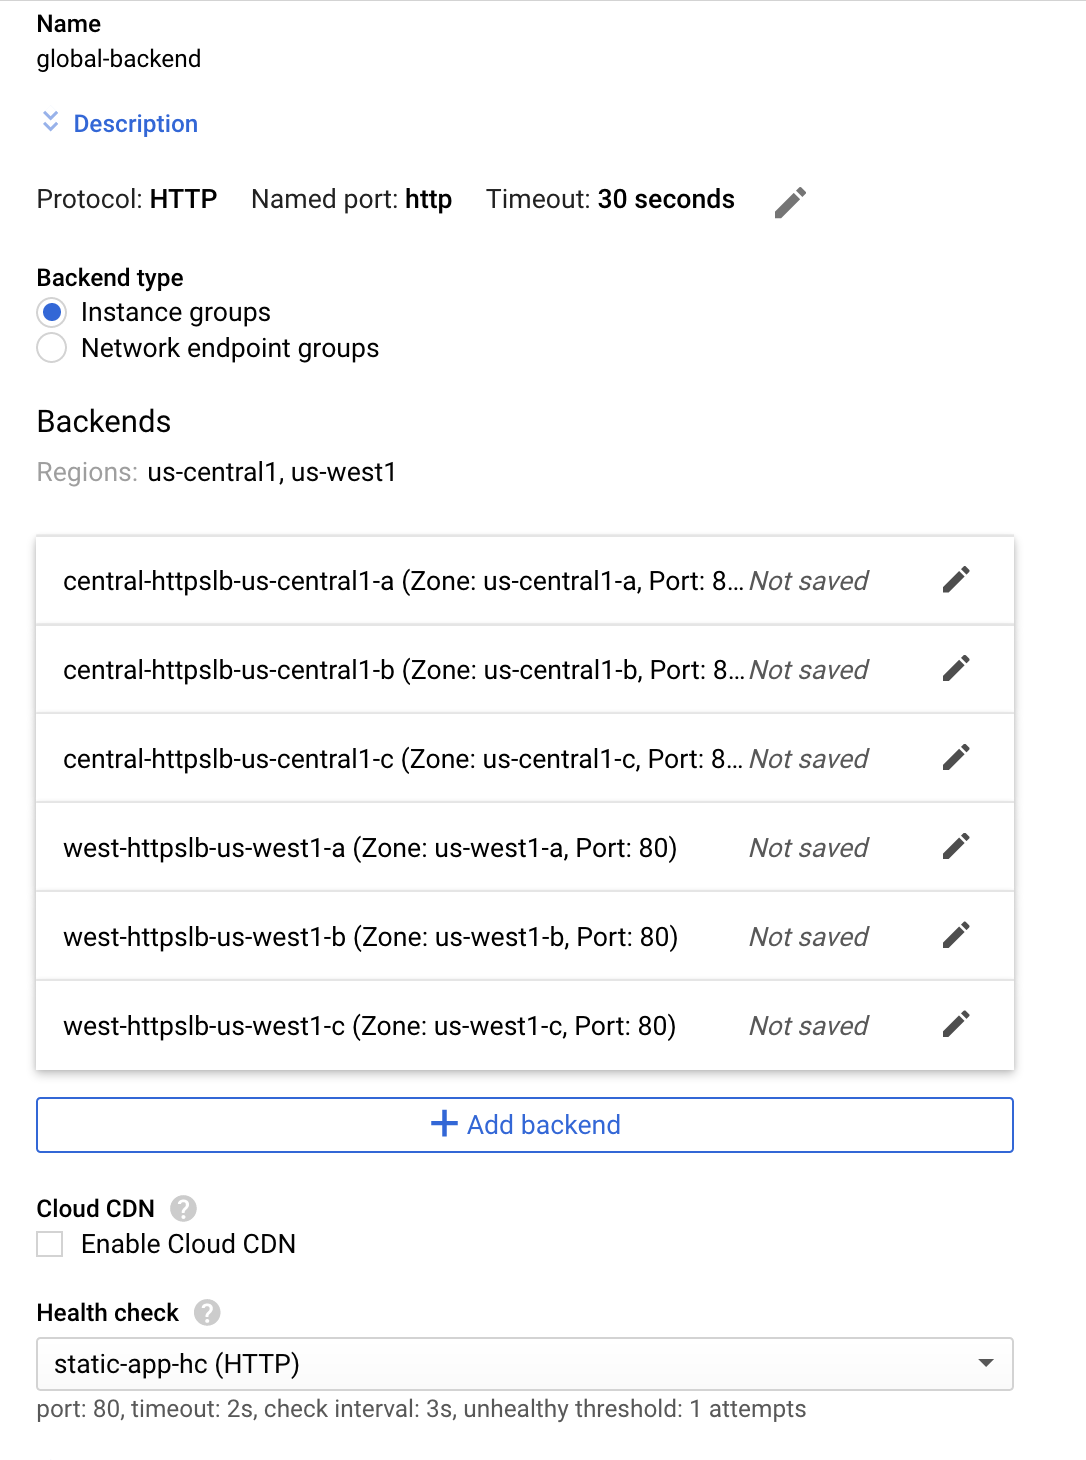 Name
global-backend
Description
Protocol: HTTP Named port: http Timeout: 30 seconds
Backend type
Instance groups
Network endpoint groups
Backends
Regions: us-central1, us-west1
central-httpslb-us-central1-a (Zone: us-central1-a, Port: 8... Not saved
central-httpslb-us-central1-b (Zone: us-central1-b, Port: 8... Not saved
central-httpslb-us-central1-c (Zone: us-central1-c, Port: 8... Not saved
west-httpslb-us-west1-a (Zone: us-west1-a, Port: 80) Not saved
west-httpslb-us-west1-b (Zone: us-west1-b, Port: 80) Not saved
west-httpslb-us-west1-c (Zone: us-west1-c, Port: 80) Not saved
+ Add backend
Cloud CDN ?
Enable Cloud CDN
Health check ?
static-app-hc (HTTP)
port: 80, timeout: 2s, check interval: 3s, unhealthy threshold: 1 attempts